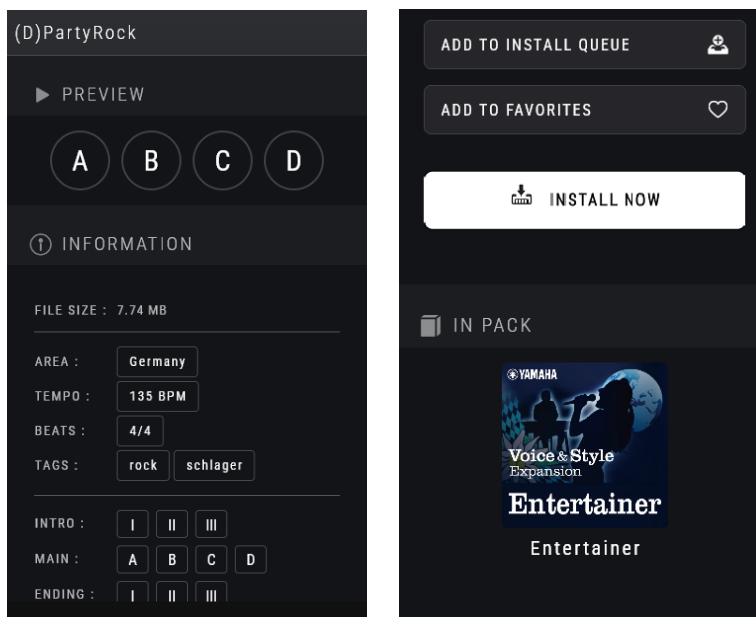 (D)PartyRock
PREVIEW
A B C D
INFORMATION
FILE SIZE : 7.74 MB
AREA : Germany
TEMPO : 135 BPM
BEATS : 4/4
TAGS : rock schlager
INTRO : I II III
MAIN : A B C D
ENDING : I II III
ADD TO INSTALL QUEUE
ADD TO FAVORITES
INSTALL NOW
IN PACK
YAMAHA
Voice & Style
Expansion
Entertainer
Entertainer